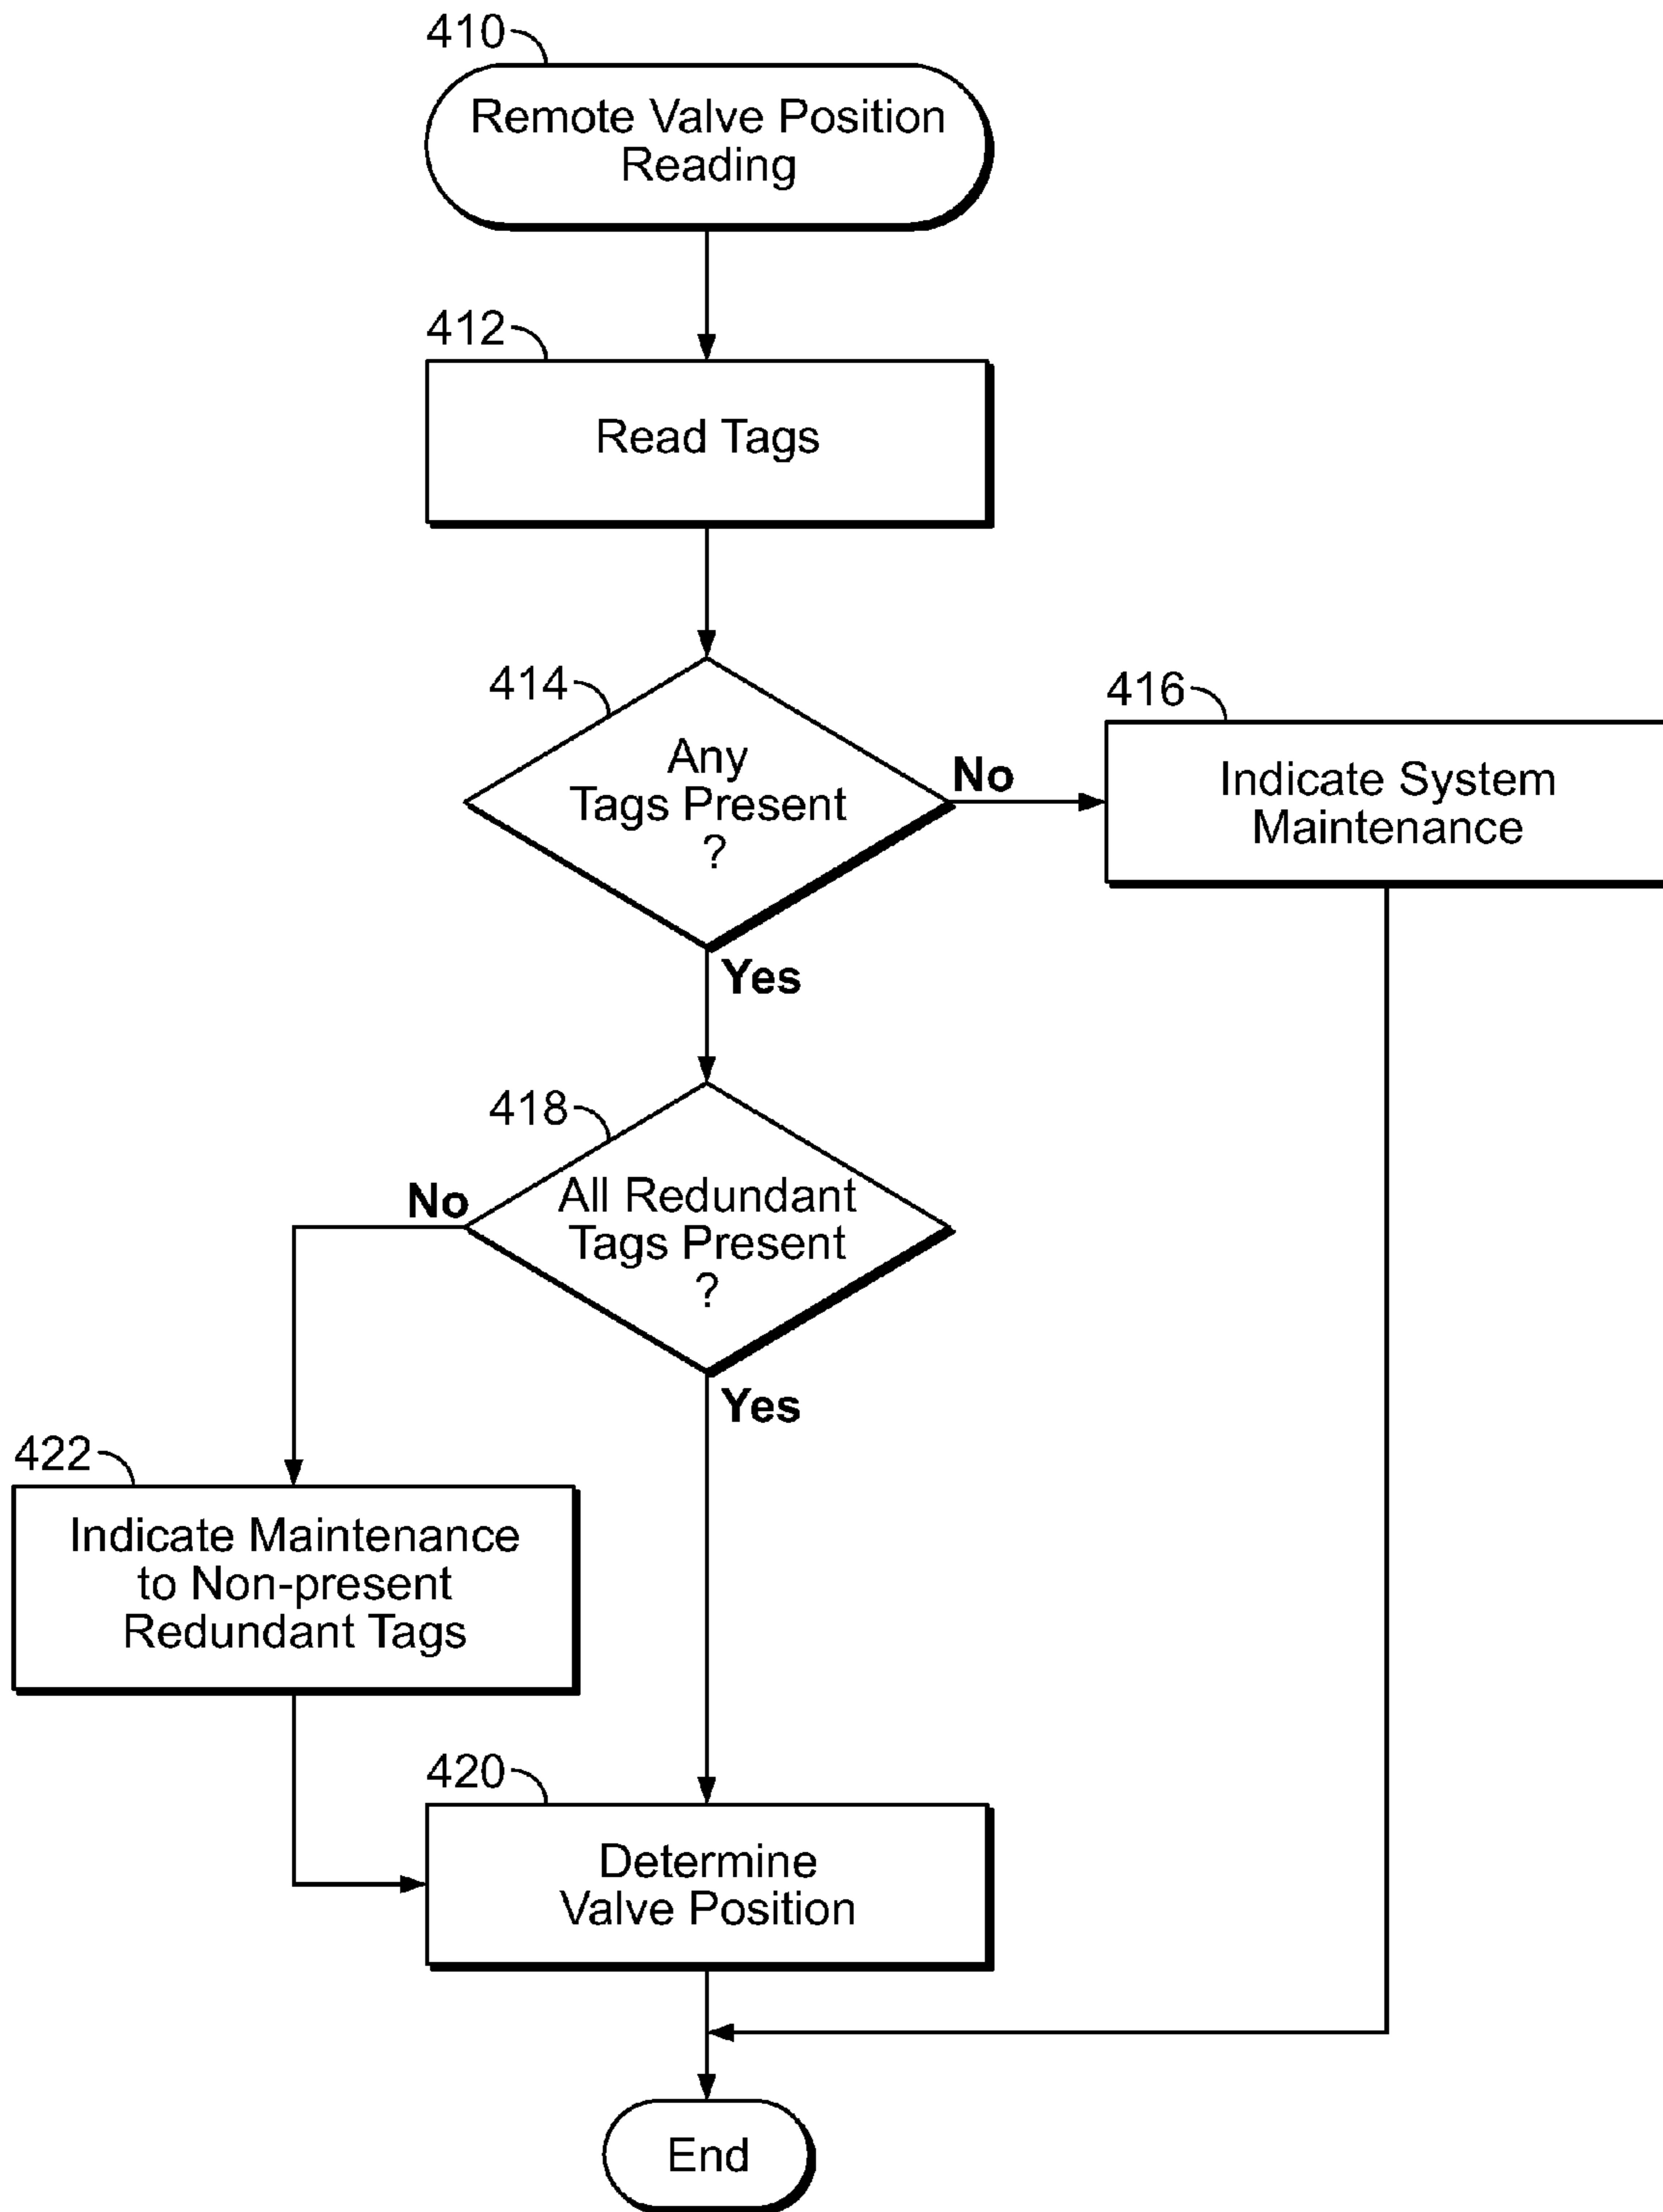 410
Remote Valve Position
Reading
412
Read Tags
414
Any
Tags Present
?
No
416
Indicate System
Maintenance
Yes
418
All Redundant
Tags Present
?
No
Yes
422
Indicate Maintenance
to Non-present
Redundant Tags
420
Determine
Valve Position
End